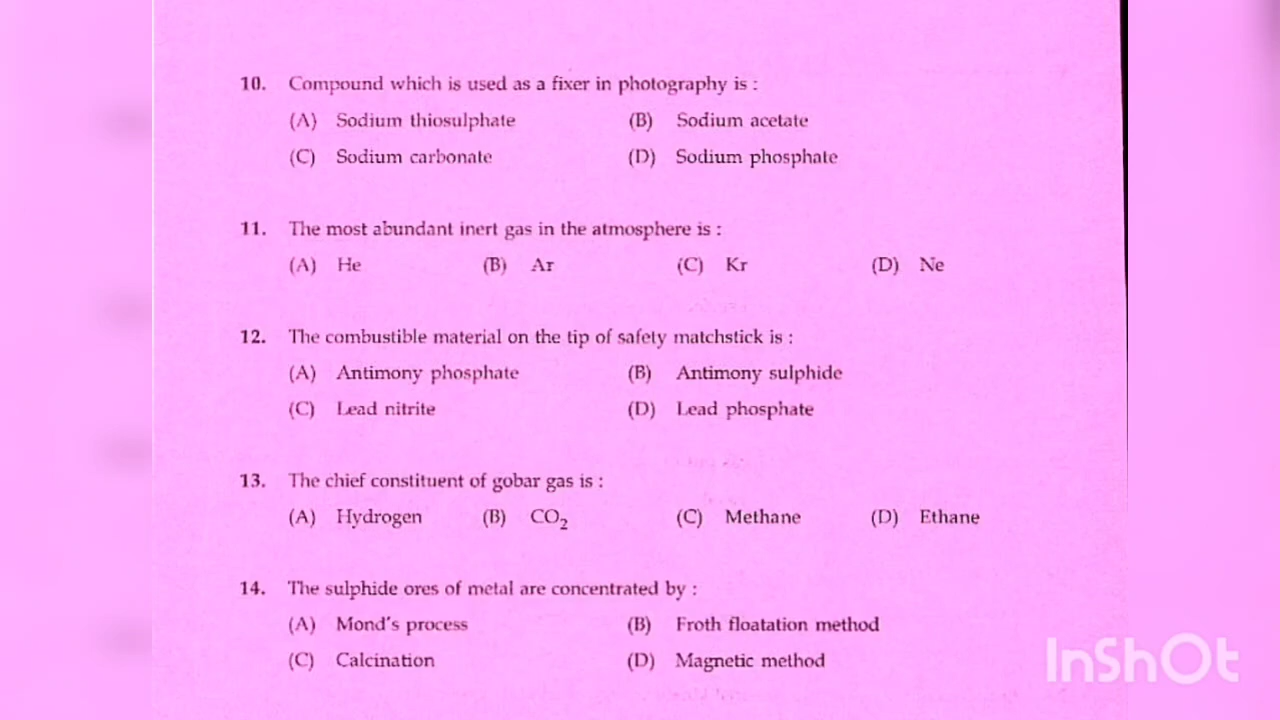 10. Compound which is used as a fixer in photography is :
(A) Sodium thiosulphate (B) Sodium acetate
(C) Sodium carbonate (D) Sodium phosphate
11. The most abundant inert gas in the atmosphere is :
(A) He (B) Ar (C) Kr (D) Ne
12. The combustible material on the tip of safety matchstick is :
(A) Antimony phosphate (B) Antimony sulphide
(C) Lead nitrite (D) Lead phosphate
13. The chief constituent of gobar gas is :
(A) Hydrogen (B) CO₂ (C) Methane (D) Ethane
14. The sulphide ores of metal are concentrated by :
(A) Mond's process (B) Froth floatation method
(C) Calcination (D) Magnetic method
InShOt